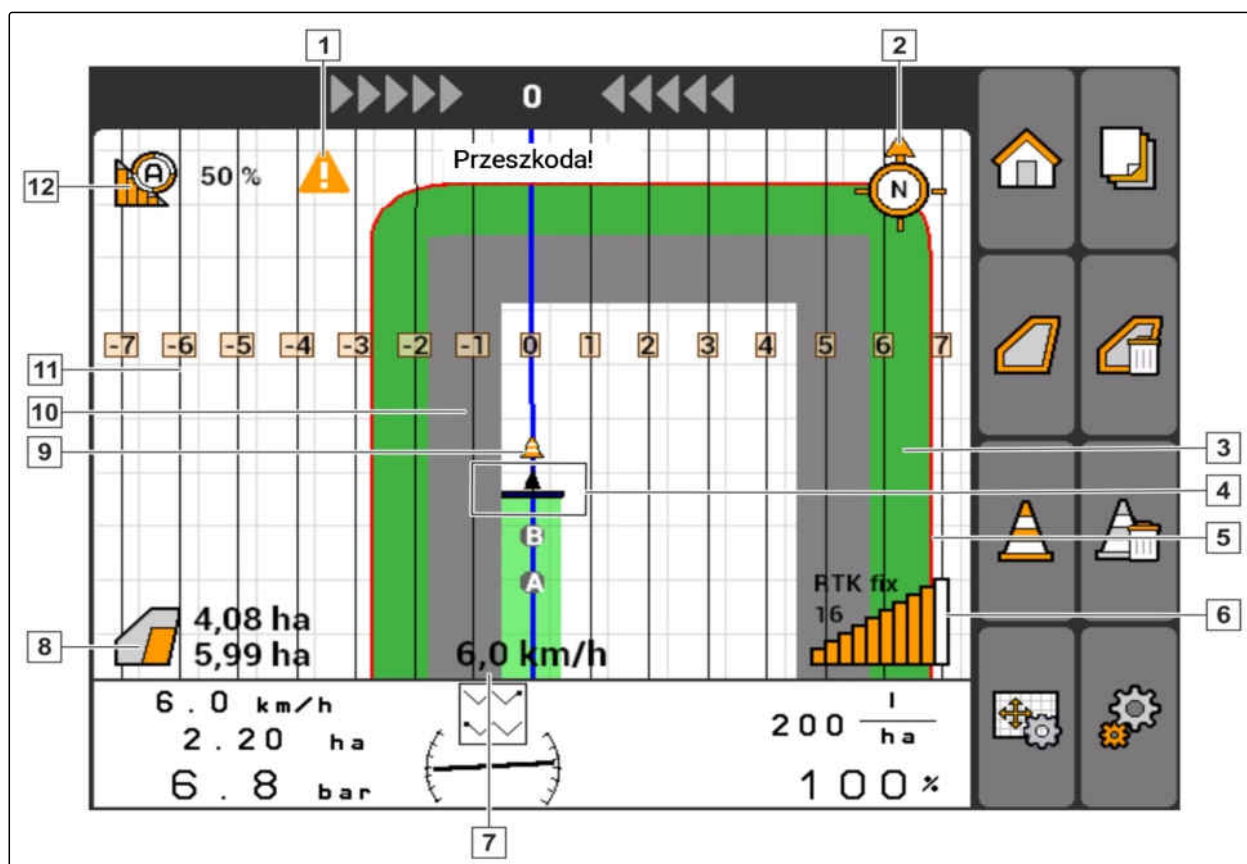 1
2
0
Przeszkoda!
N
12
A
50 %
-7 -6 -5 -4 -3 -2 -1 0 1 2 3 4 5 6 7
11
10
9
3
4
B
A
5
RTK fix
16
6
8
4,08 ha
5,99 ha
6,0 km/h
6.0 km/h
2.20 ha
6.8 bar
200 l/ha
100%
7